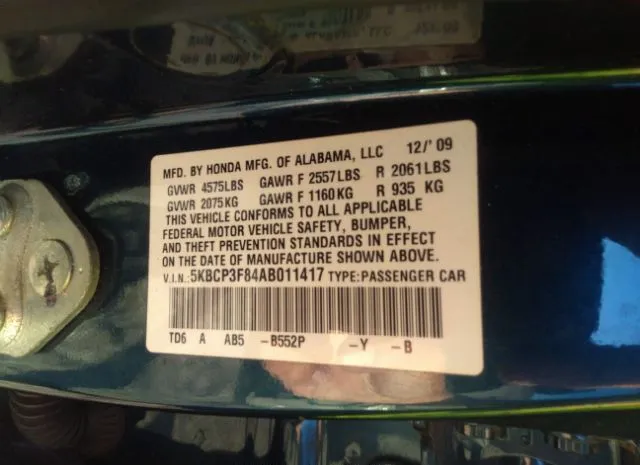 MFD. BY HONDA MFG. OF ALABAMA, LLC 12/'09
GVWR 4575LBS GAWR F 2557LBS R 2061LBS
GVWR 2075KG GAWR F 1160KG R 935 KG
THIS VEHICLE CONFORMS TO ALL APPLICABLE
FEDERAL MOTOR VEHICLE SAFETY, BUMPER,
AND THEFT PREVENTION STANDARDS IN EFFECT
ON THE DATE OF MANUFACTURE SHOWN ABOVE.
V.I.N.:5KBCP3F84AB011417 TYPE:PASSENGER CAR
TD6 A AB5 -B552P -Y -B